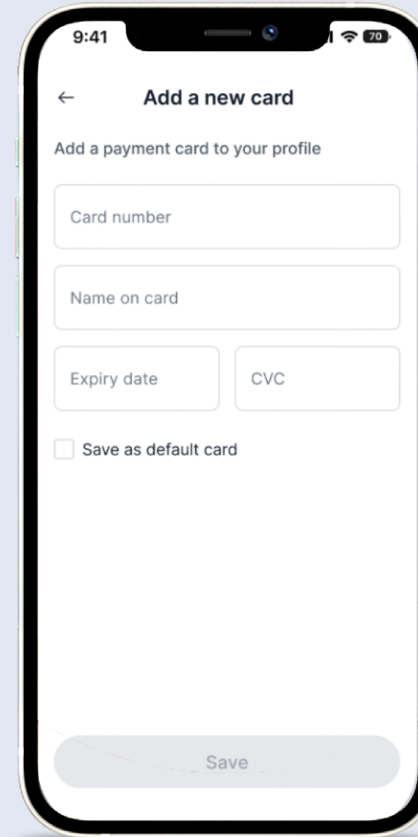 9:41
70
Add a new card
Add a payment card to your profile
Card number
Name on card
Expiry date
CVC
Save as default card
Save